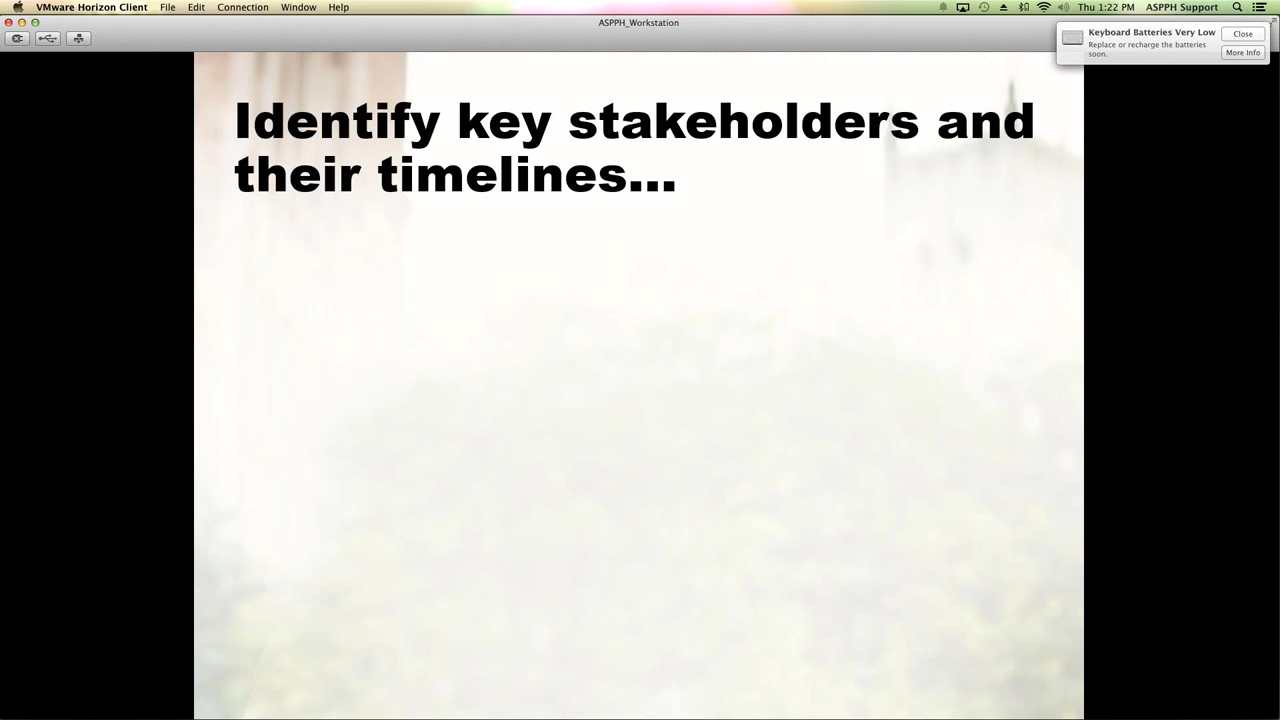 VMware Horizon Client File Edit Connection Window Help Thu 1:22 PM ASPPH Support
ASPPH_Workstation
Keyboard Batteries Very Low
Replace or recharge the batteries
soon.
Close
More Info
Identify key stakeholders and
their timelines...